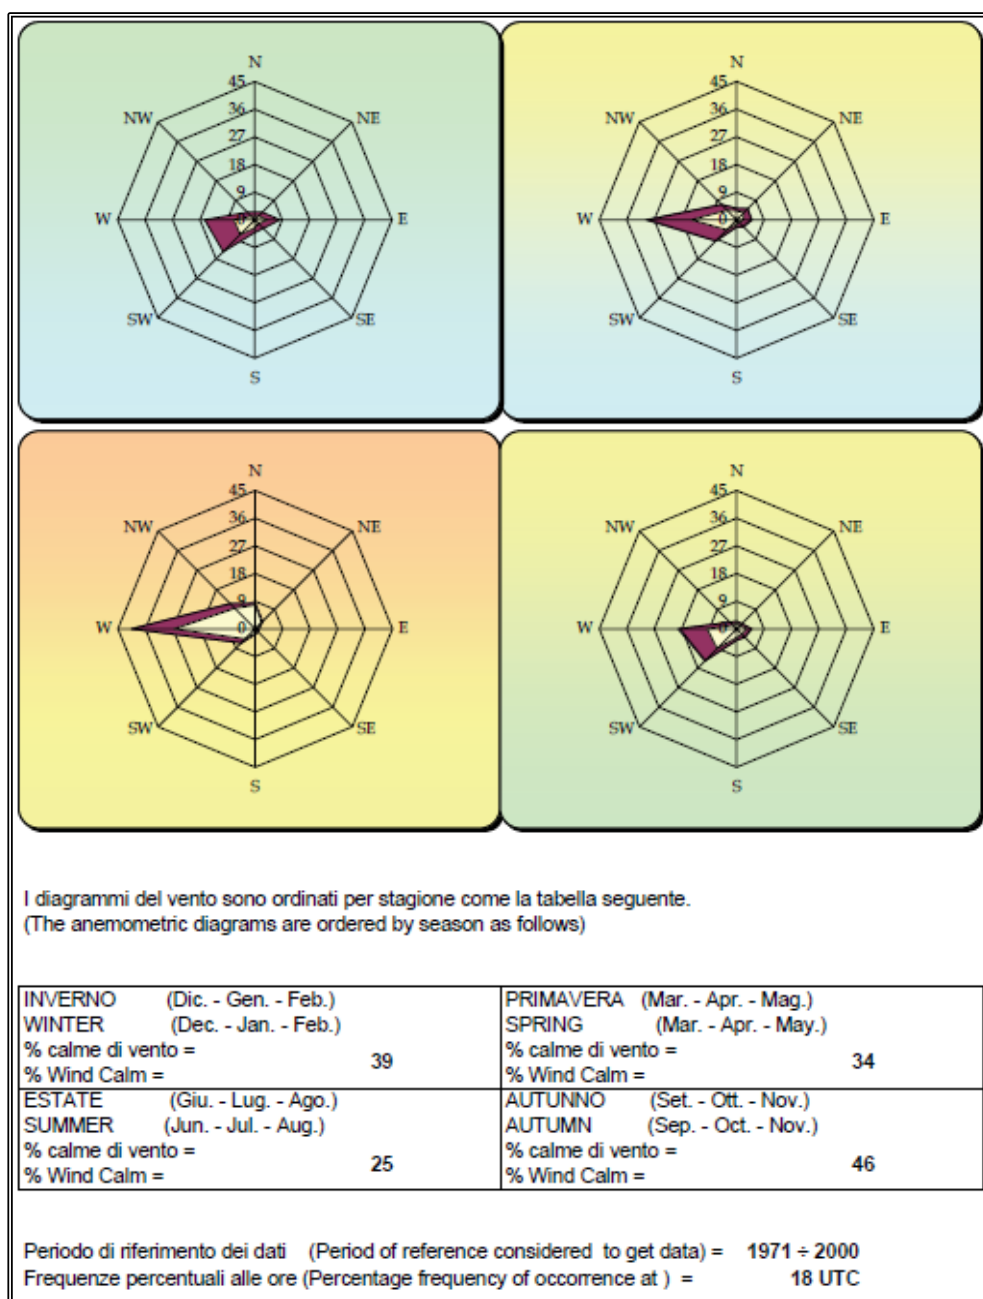 N
45
36
27
18
9
0
NW
NE
W
E
SW
SE
S
N
45
36
27
18
9
0
NW
NE
W
E
SW
SE
S
N
45
36
27
18
9
0
NW
NE
W
E
SW
SE
S
N
45
36
27
18
9
0
NW
NE
W
E
SW
SE
S
I diagrammi del vento sono ordinati per stagione come la tabella seguente.
(The anemometric diagrams are ordered by season as follows)
INVERNO (Dic. - Gen. - Feb.)
WINTER (Dec. - Jan. - Feb.)
% calme di vento =
% Wind Calm =
39
PRIMAVERA (Mar. - Apr. - Mag.)
SPRING (Mar. - Apr. - May.)
% calme di vento =
% Wind Calm =
34
ESTATE (Giu. - Lug. - Ago.)
SUMMER (Jun. - Jul. - Aug.)
% calme di vento =
% Wind Calm =
25
AUTUNNO (Set. - Ott. - Nov.)
AUTUMN (Sep. - Oct. - Nov.)
% calme di vento =
% Wind Calm =
46
Periodo di riferimento dei dati (Period of reference considered to get data) = 1971 ÷ 2000
Frequenze percentuali alle ore (Percentage frequency of occorrence at ) = 18 UTC